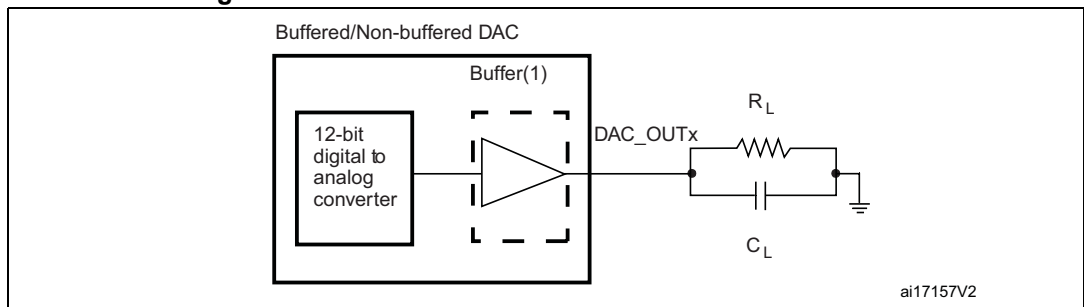 Buffered/Non-buffered DAC
Buffer(1)
12-bit
digital to
analog
converter
DAC_OUTx
R L
C L
ai17157V2